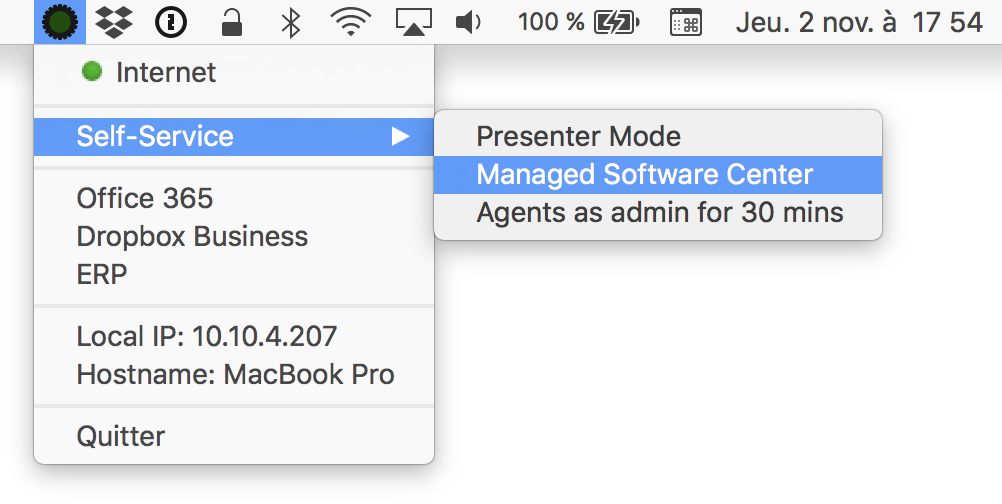 100 % Jeu. 2 nov. à 17 54
Internet
Self-Service
Presenter Mode
Managed Software Center
Agents as admin for 30 mins
Office 365
Dropbox Business
ERP
Local IP: 10.10.4.207
Hostname: MacBook Pro
Quitter